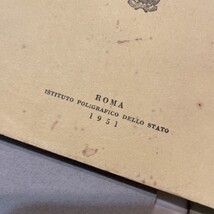 ROMA
ISTITUTO POLIGRAFICO DELLO STATO
1951